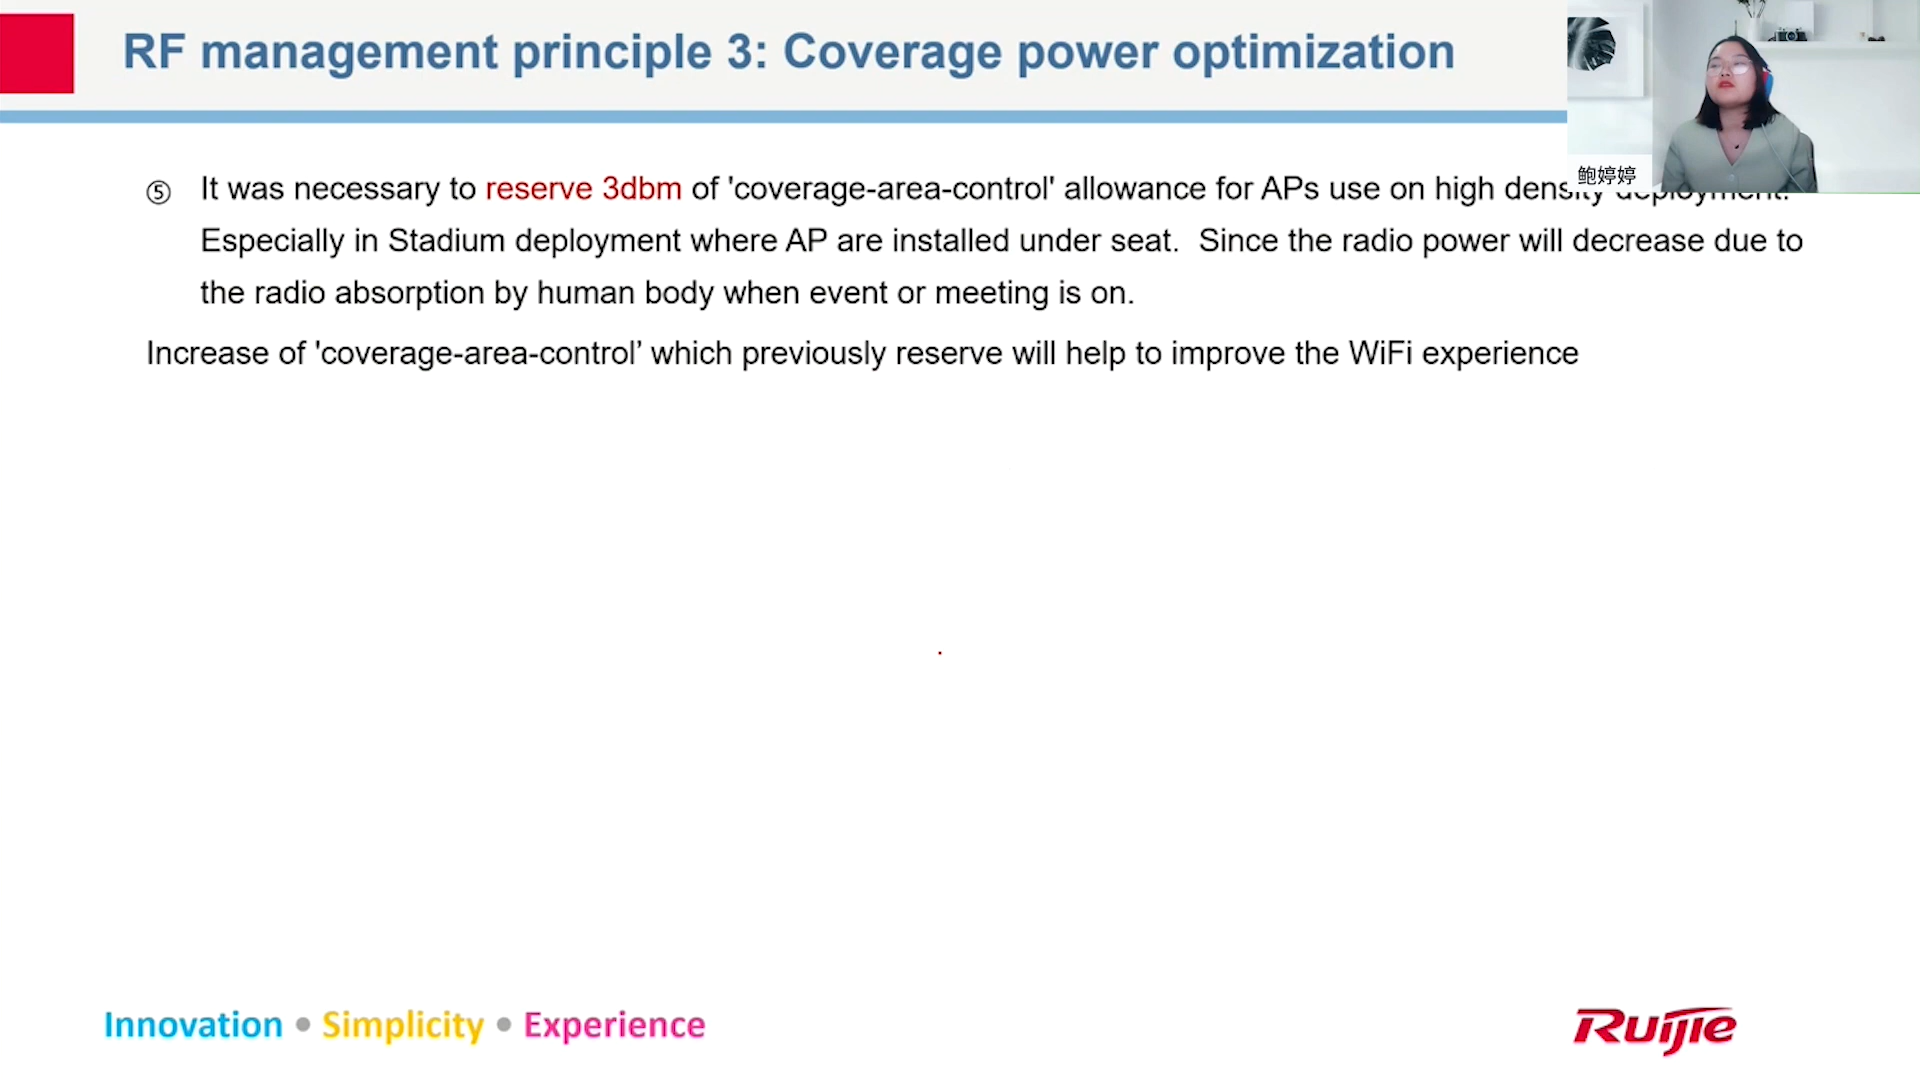 RF management principle 3: Coverage power optimization
鲍婷婷
⑤ It was necessary to reserve 3dbm of 'coverage-area-control' allowance for APs use on high density deployment.
Especially in Stadium deployment where AP are installed under seat. Since the radio power will decrease due to
the radio absorption by human body when event or meeting is on.
Increase of 'coverage-area-control’ which previously reserve will help to improve the WiFi experience
Innovation • Simplicity • Experience
Ruijie